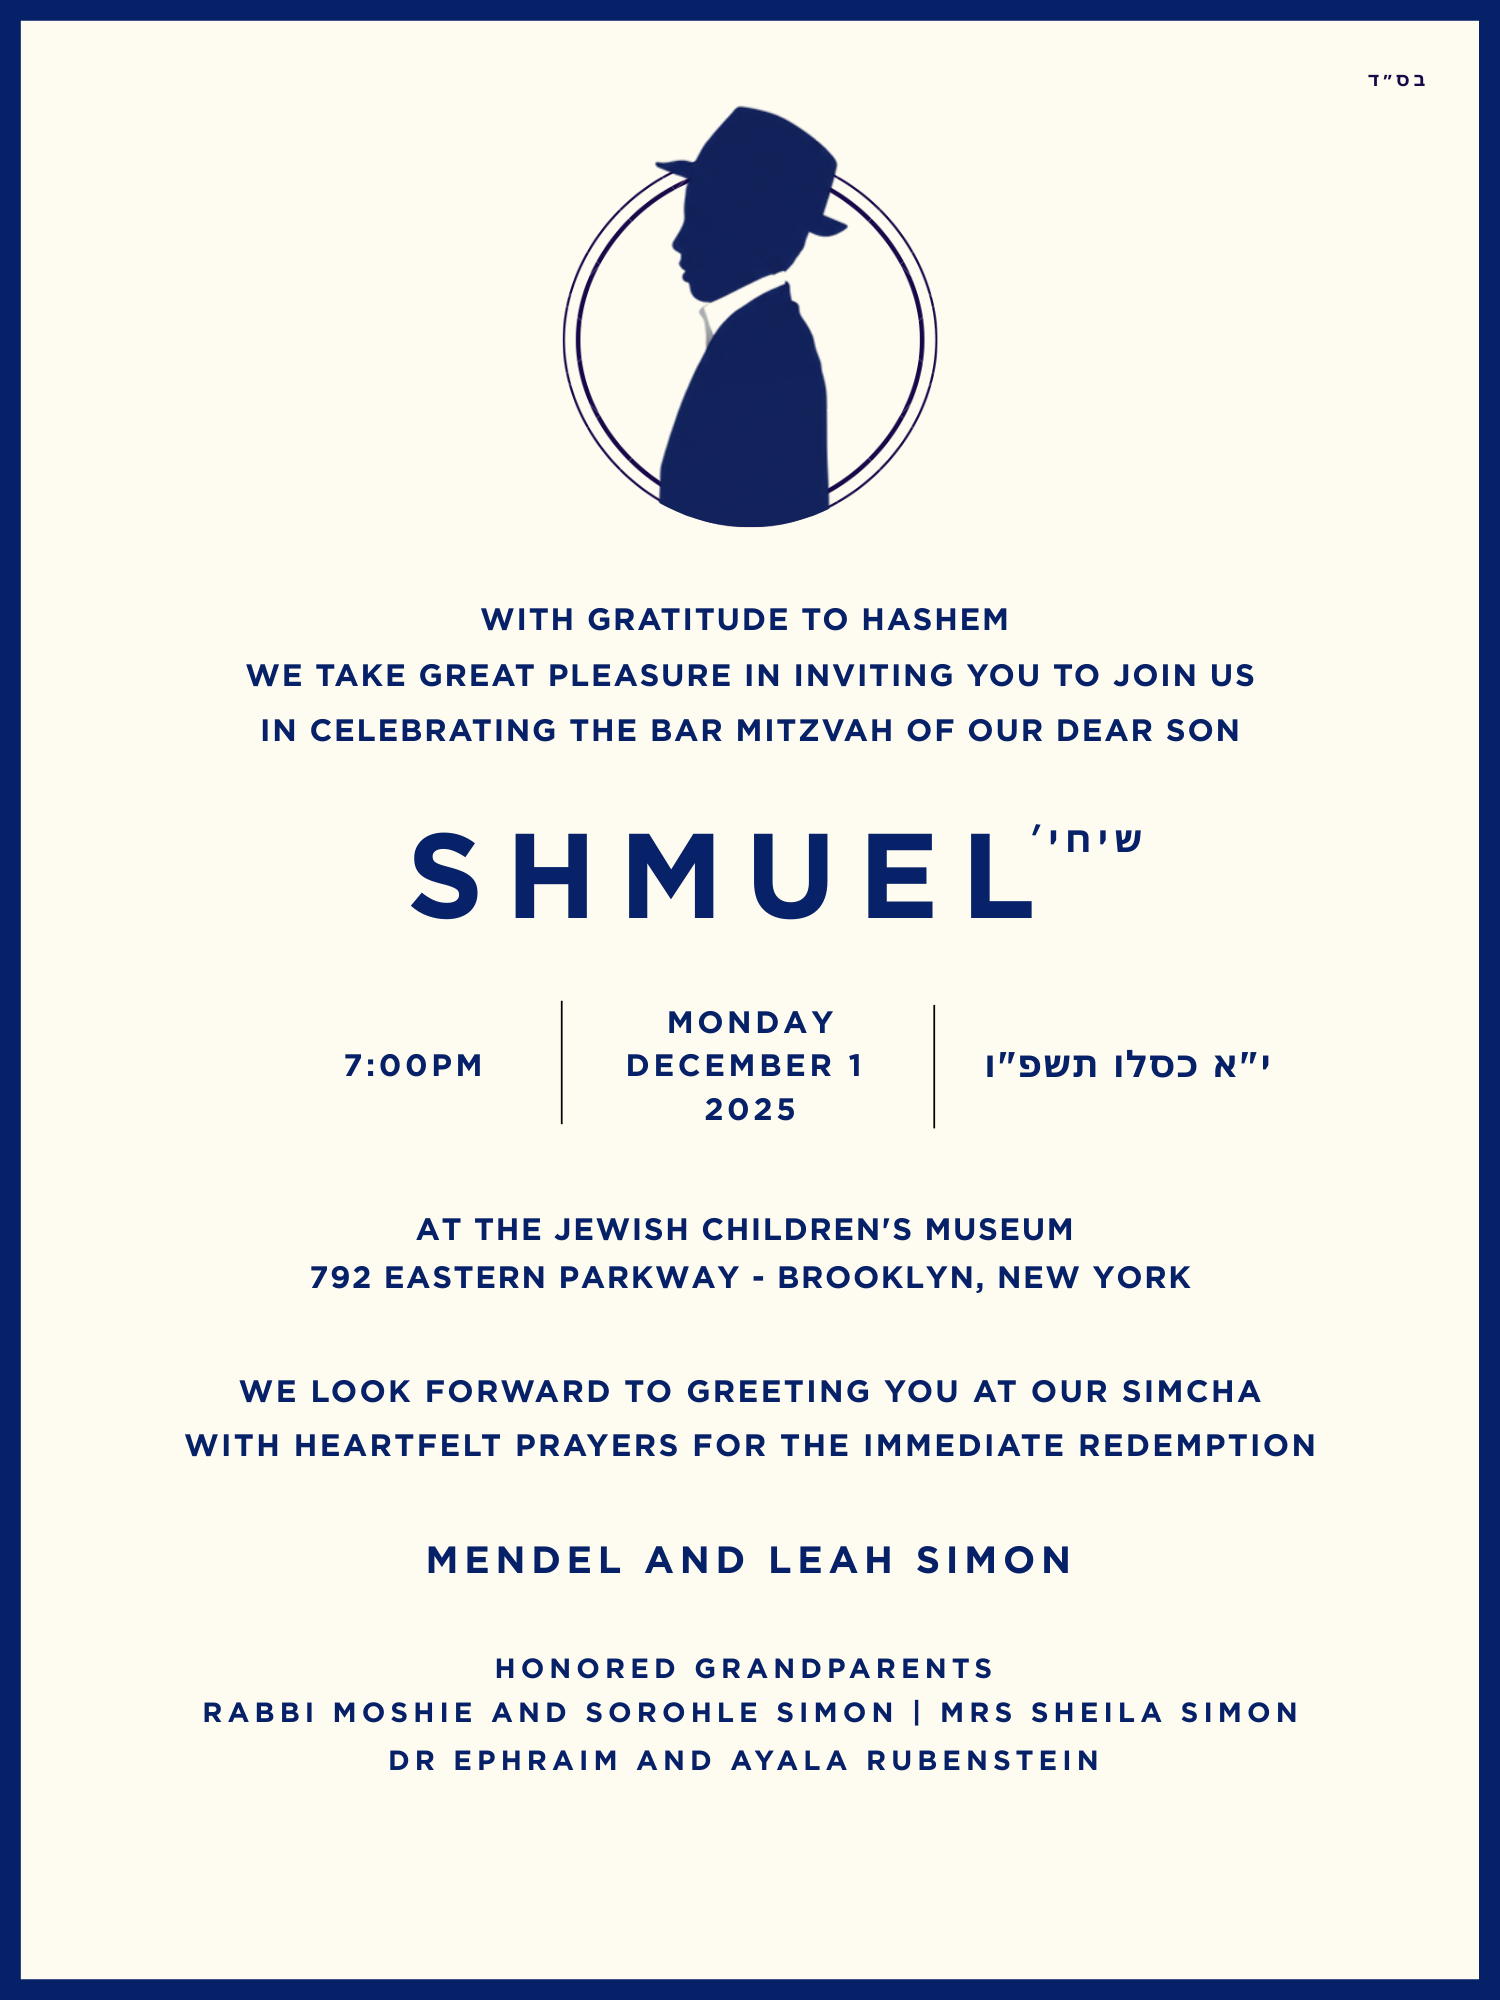 בס״ד
WITH GRATITUDE TO HASHEM
WE TAKE GREAT PLEASURE IN INVITING YOU TO JOIN US
IN CELEBRATING THE BAR MITZVAH OF OUR DEAR SON
SHMUEL שיחי׳
7:00PM
MONDAY
DECEMBER 1
2025
י"א כסלו תשפ"ו
AT THE JEWISH CHILDREN'S MUSEUM
792 EASTERN PARKWAY - BROOKLYN, NEW YORK
WE LOOK FORWARD TO GREETING YOU AT OUR SIMCHA
WITH HEARTFELT PRAYERS FOR THE IMMEDIATE REDEMPTION
MENDEL AND LEAH SIMON
HONORED GRANDPARENTS
RABBI MOSHIE AND SOROHLE SIMON | MRS SHEILA SIMON
DR EPHRAIM AND AYALA RUBENSTEIN